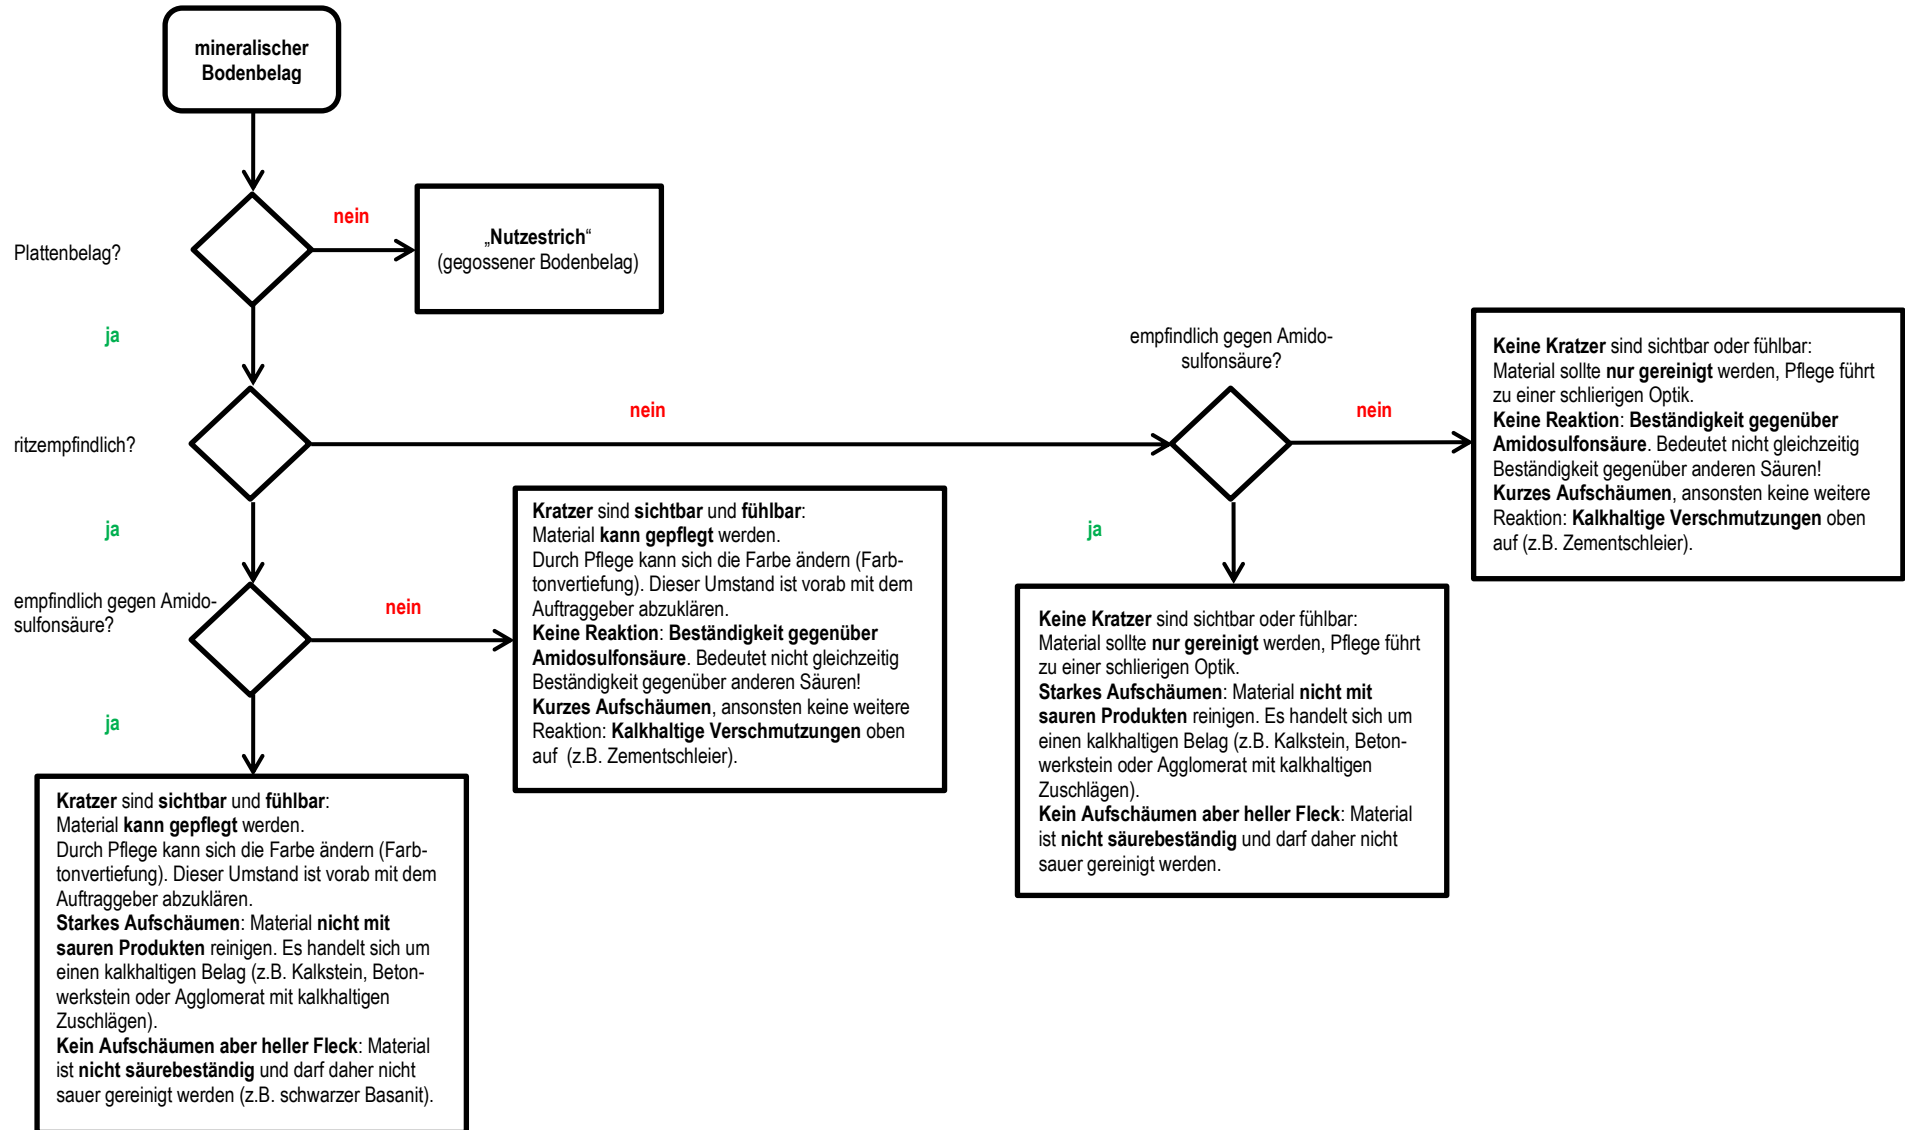 mineralischer
Bodenbelag
Plattenbelag?
nein
„Nutzestrich“
(gegossener Bodenbelag)
ja
ritzempfindlich?
nein
empfindlich gegen Amido-
sulfonsäure?
nein
Keine Kratzer sind sichtbar oder fühlbar:
Material sollte nur gereinigt werden, Pflege führt
zu einer schlierigen Optik.
Keine Reaktion: Beständigkeit gegenüber
Amidosulfonsäure. Bedeutet nicht gleichzeitig
Beständigkeit gegenüber anderen Säuren!
Kurzes Aufschäumen, ansonsten keine weitere
Reaktion: Kalkhaltige Verschmutzungen oben
auf (z.B. Zementschleier).
ja
Keine Kratzer sind sichtbar oder fühlbar:
Material sollte nur gereinigt werden, Pflege führt
zu einer schlierigen Optik.
Starkes Aufschäumen: Material nicht mit
sauren Produkten reinigen. Es handelt sich um
einen kalkhaltigen Belag (z.B. Kalkstein, Beton-
werkstein oder Agglomerat mit kalkhaltigen
Zuschlägen).
Kein Aufschäumen aber heller Fleck: Material
ist nicht säurebeständig und darf daher nicht
sauer gereinigt werden.
ja
empfindlich gegen Amido-
sulfonsäure?
nein
Kratzer sind sichtbar und fühlbar:
Material kann gepflegt werden.
Durch Pflege kann sich die Farbe ändern (Farb-
tonvertiefung). Dieser Umstand ist vorab mit dem
Auftraggeber abzuklären.
Keine Reaktion: Beständigkeit gegenüber
Amidosulfonsäure. Bedeutet nicht gleichzeitig
Beständigkeit gegenüber anderen Säuren!
Kurzes Aufschäumen, ansonsten keine weitere
Reaktion: Kalkhaltige Verschmutzungen oben
auf (z.B. Zementschleier).
ja
Kratzer sind sichtbar und fühlbar:
Material kann gepflegt werden.
Durch Pflege kann sich die Farbe ändern (Farb-
tonvertiefung). Dieser Umstand ist vorab mit dem
Auftraggeber abzuklären.
Starkes Aufschäumen: Material nicht mit
sauren Produkten reinigen. Es handelt sich um
einen kalkhaltigen Belag (z.B. Kalkstein, Beton-
werkstein oder Agglomerat mit kalkhaltigen
Zuschlägen).
Kein Aufschäumen aber heller Fleck: Material
ist nicht säurebeständig und darf daher nicht
sauer gereinigt werden (z.B. schwarzer Basanit).